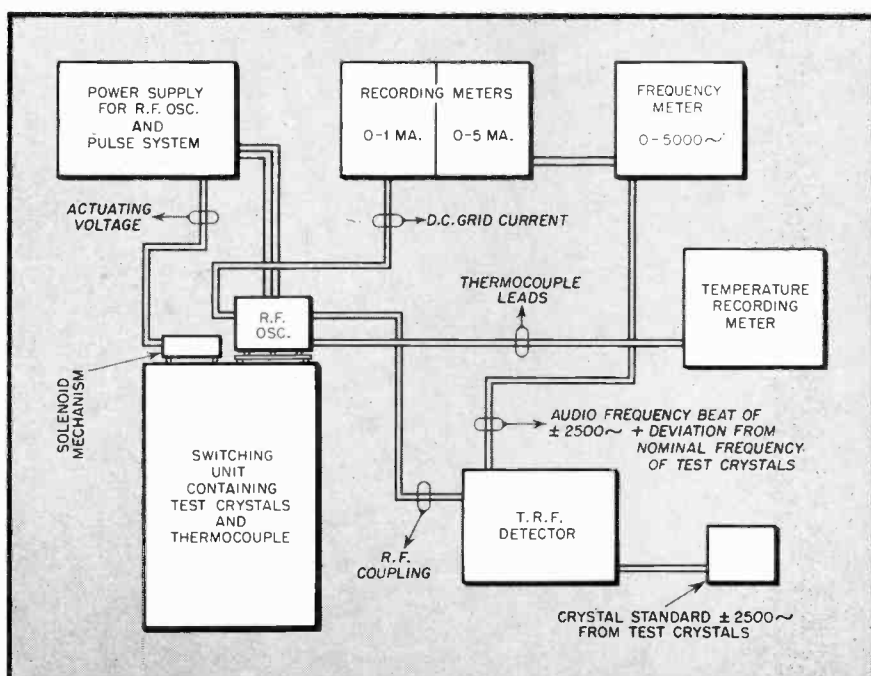 POWER SUPPLY
FOR R.F. OSC.
AND
PULSE SYSTEM
RECORDING METERS
0-1 MA.
0-5 MA.
FREQUENCY
METER
0-5000~
ACTUATING
VOLTAGE
D.C. GRID CURRENT
THERMOCOUPLE
LEADS
R.F.
OSC.
TEMPERATURE
RECORDING
METER
SOLENOID
MECHANISM
SWITCHING
UNIT
CONTAINING
TEST CRYSTALS
AND
THERMOCOUPLE
AUDIO FREQUENCY BEAT OF
±2500~ + DEVIATION FROM
NOMINAL FREQUENCY
OF TEST CRYSTALS
T.R.F.
DETECTOR
R.F.
COUPLING
CRYSTAL STANDARD ±2500~
FROM TEST CRYSTALS